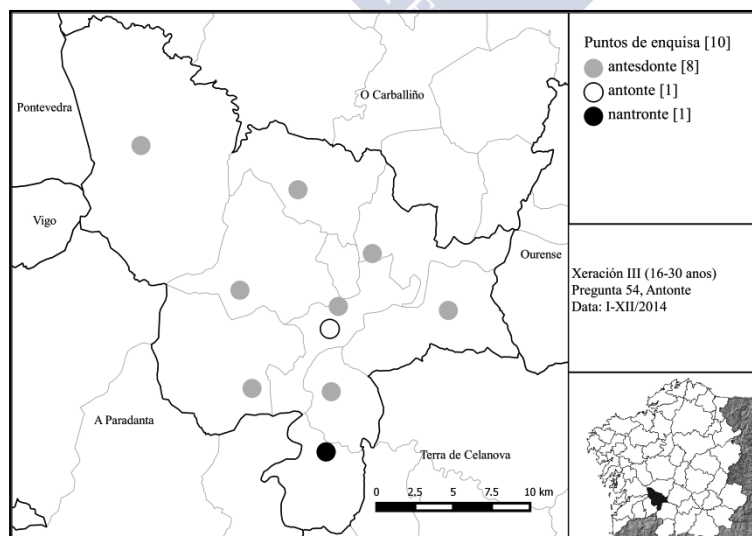 Puntos de enquisa [10]
antesdonte [8]
antonte [1]
nantronte [1]
Pontevedra
O Carballiño
Vigo
Ourense
A Paradanta
Terra de Celanova
0 2.5 5 7.5 10 km
Xeración III (16-30 anos)
Pregunta 54, Antonte
Data: I-XII/2014